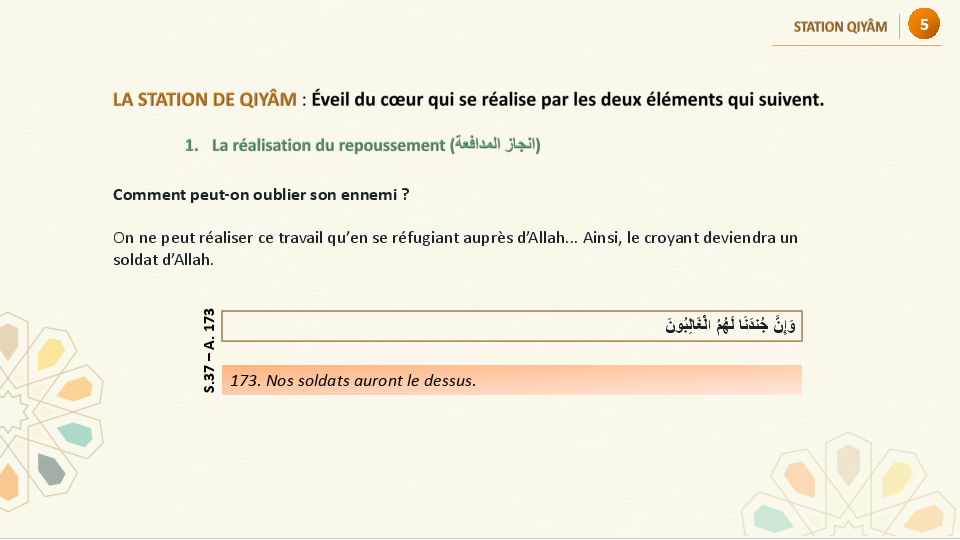 STATION QIYÂM 5
LA STATION DE QIYÂM : Éveil du cœur qui se réalise par les deux éléments qui suivent.
1. La réalisation du repoussement (انجاز المدافعة)
Comment peut-on oublier son ennemi ?
On ne peut réaliser ce travail qu’en se réfugiant auprès d’Allah... Ainsi, le croyant deviendra un
soldat d’Allah.
S.37 – A. 173
وَإِنَّ جُنْدَنَا لَهُمُ الْغَالِبُونَ
173. Nos soldats auront le dessus.